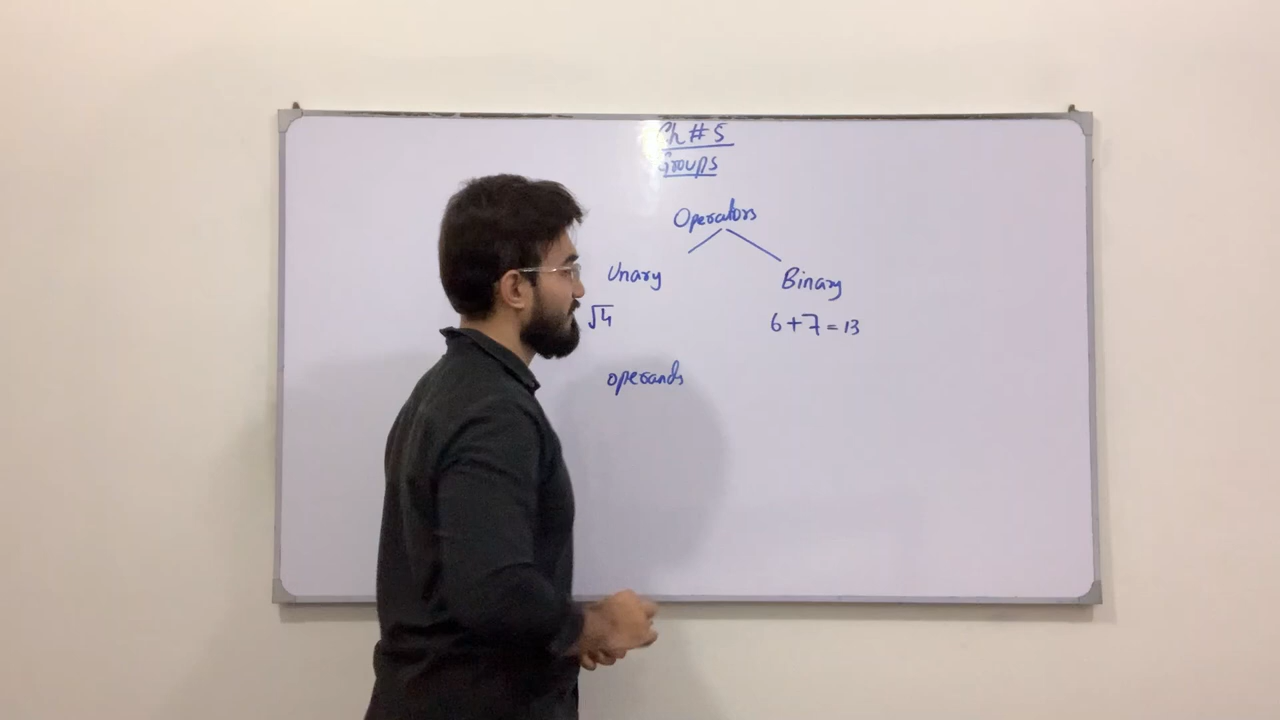 Ch # 5
Groups
Operators
Unary Binary
√4 6+7=13
operands